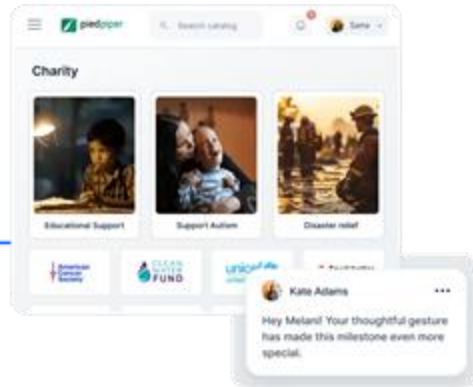 piedpiper
Search catalog
Charity
Educational Support
Support Autism
Disaster relief
American
Cancer
Society
CLEAN
WATER
FUND
unicef
Kate Adams
Hey Melani! Your thoughtful gesture
has made this milestone even more
special.